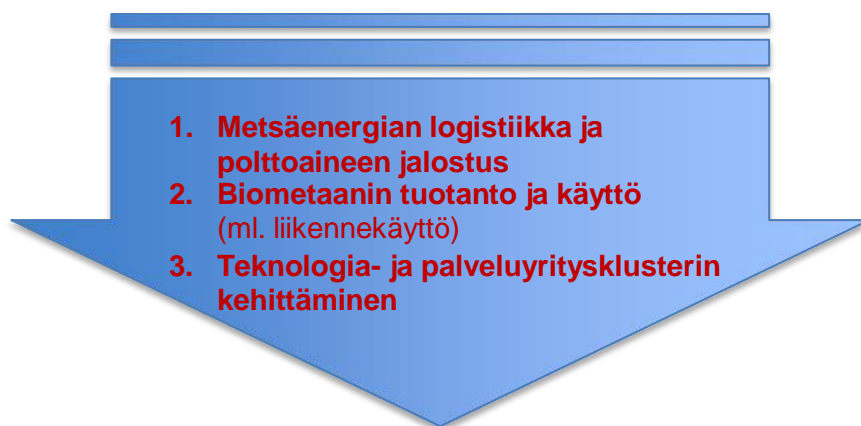 1. Metsäenergian logistiikka ja
polttoaineen jalostus
2. Biometaanin tuotanto ja käyttö
(ml. liikennekäyttö)
3. Teknologia- ja palveluyritysklusterin
kehittäminen